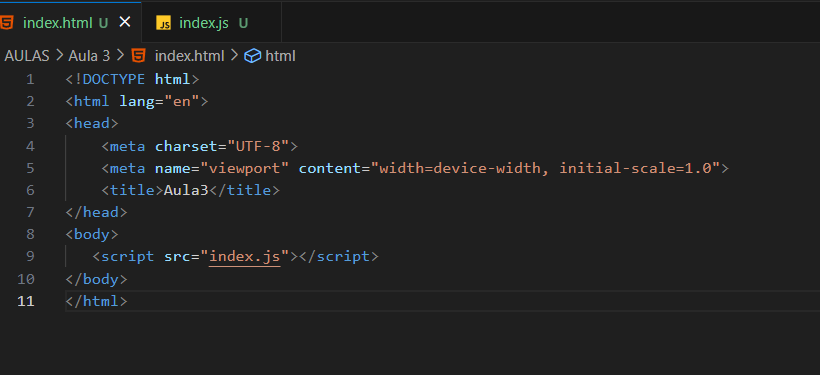 index.html U × JS index.js U
AULAS > Aula 3 > index.html > html
1 <!DOCTYPE html>
2 <html lang="en">
3 <head>
4     <meta charset="UTF-8">
5     <meta name="viewport" content="width=device-width, initial-scale=1.0">
6     <title>Aula3</title>
7 </head>
8 <body>
9    <script src="index.js"></script>
10 </body>
11 </html>